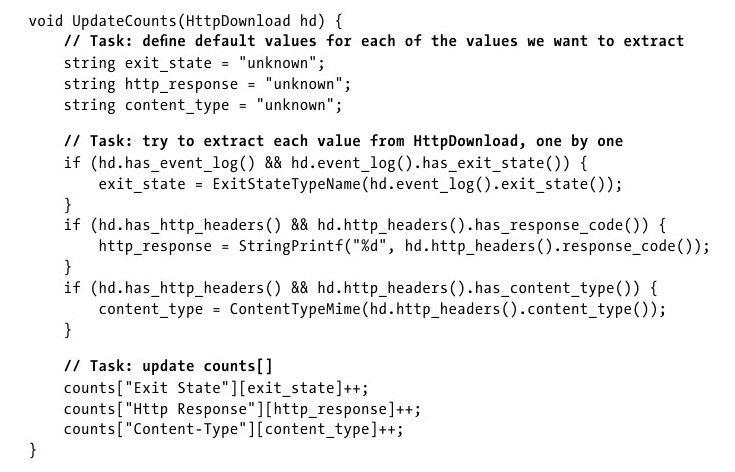 void UpdateCounts(HttpDownload hd) {
    // Task: define default values for each of the values we want to extract
    string exit_state = "unknown";
    string http_response = "unknown";
    string content_type = "unknown";

    // Task: try to extract each value from HttpDownload, one by one
    if (hd.has_event_log() && hd.event_log().has_exit_state()) {
        exit_state = ExitStateTypeName(hd.event_log().exit_state());
    }
    if (hd.has_http_headers() && hd.http_headers().has_response_code()) {
        http_response = StringPrintf("%d", hd.http_headers().response_code());
    }
    if (hd.has_http_headers() && hd.http_headers().has_content_type()) {
        content_type = ContentTypeMime(hd.http_headers().content_type());
    }

    // Task: update counts[]
    counts["Exit State"][exit_state]++;
    counts["Http Response"][http_response]++;
    counts["Content-Type"][content_type]++;
}